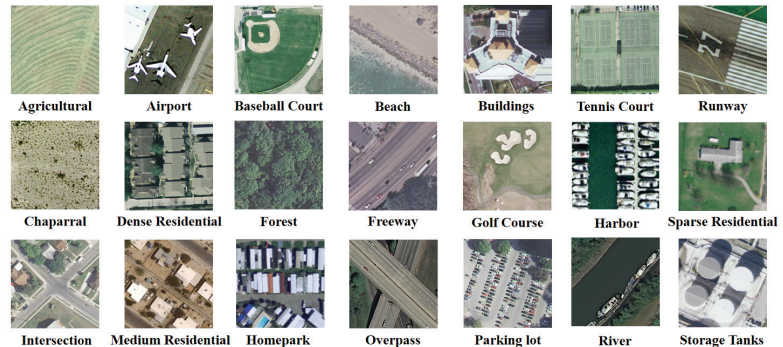 Agricultural Airport Baseball Court Beach Buildings Tennis Court Runway
27
Chaparral Dense Residential Forest Freeway Golf Course Harbor Sparse Residential
Intersection Medium Residential Homepark Overpass Parking lot River Storage Tanks